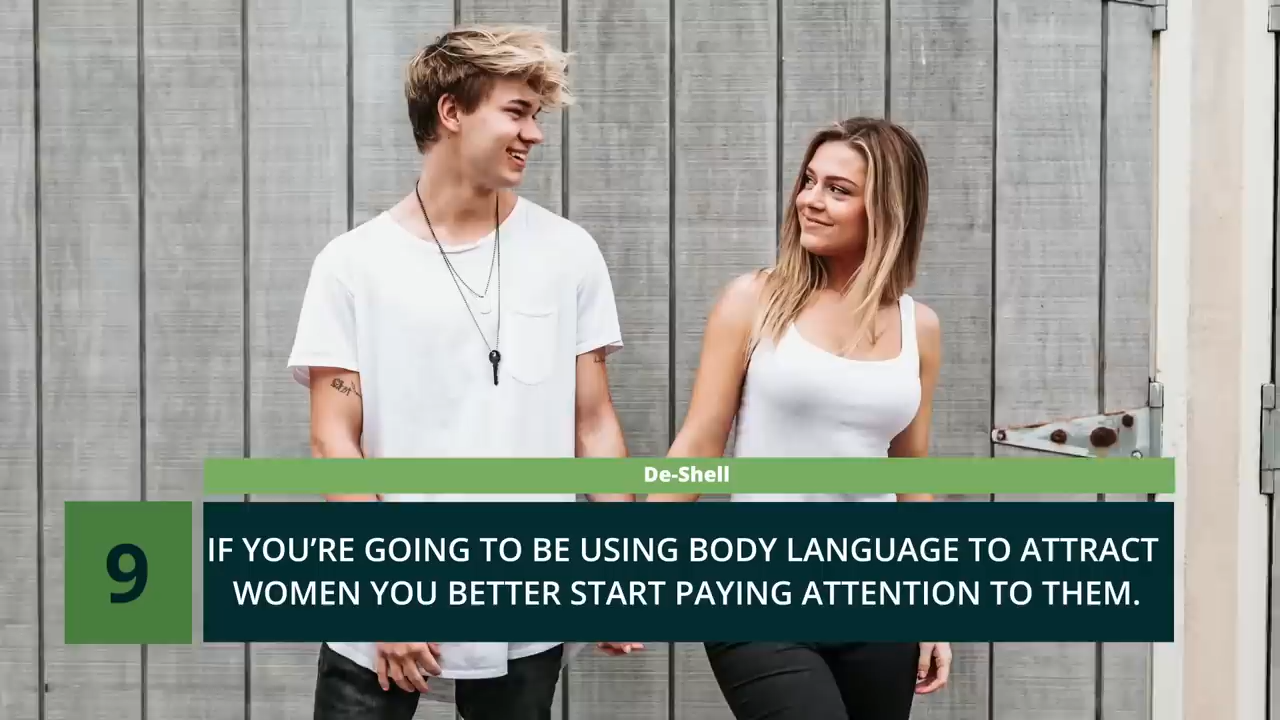 De-Shell
9
IF YOU'RE GOING TO BE USING BODY LANGUAGE TO ATTRACT
WOMEN YOU BETTER START PAYING ATTENTION TO THEM.